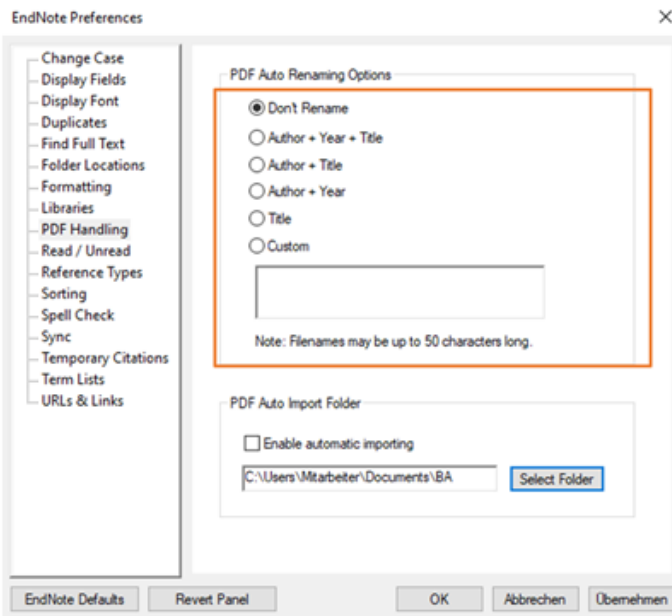 EndNote Preferences
Change Case
Display Fields
Display Font
Duplicates
Find Full Text
Folder Locations
Formatting
Libraries
PDF Handling
Read / Unread
Reference Types
Sorting
Spell Check
Sync
Temporary Citations
Term Lists
URLs & Links
PDF Auto Renaming Options
Don't Rename
Author + Year + Title
Author + Title
Author + Year
Title
Custom
Note: Filenames may be up to 50 characters long.
PDF Auto Import Folder
Enable automatic importing
C:\Users\Mitarbeiter\Documents\BA
Select Folder
EndNote Defaults
Revert Panel
OK
Abbrechen
Übernehmen